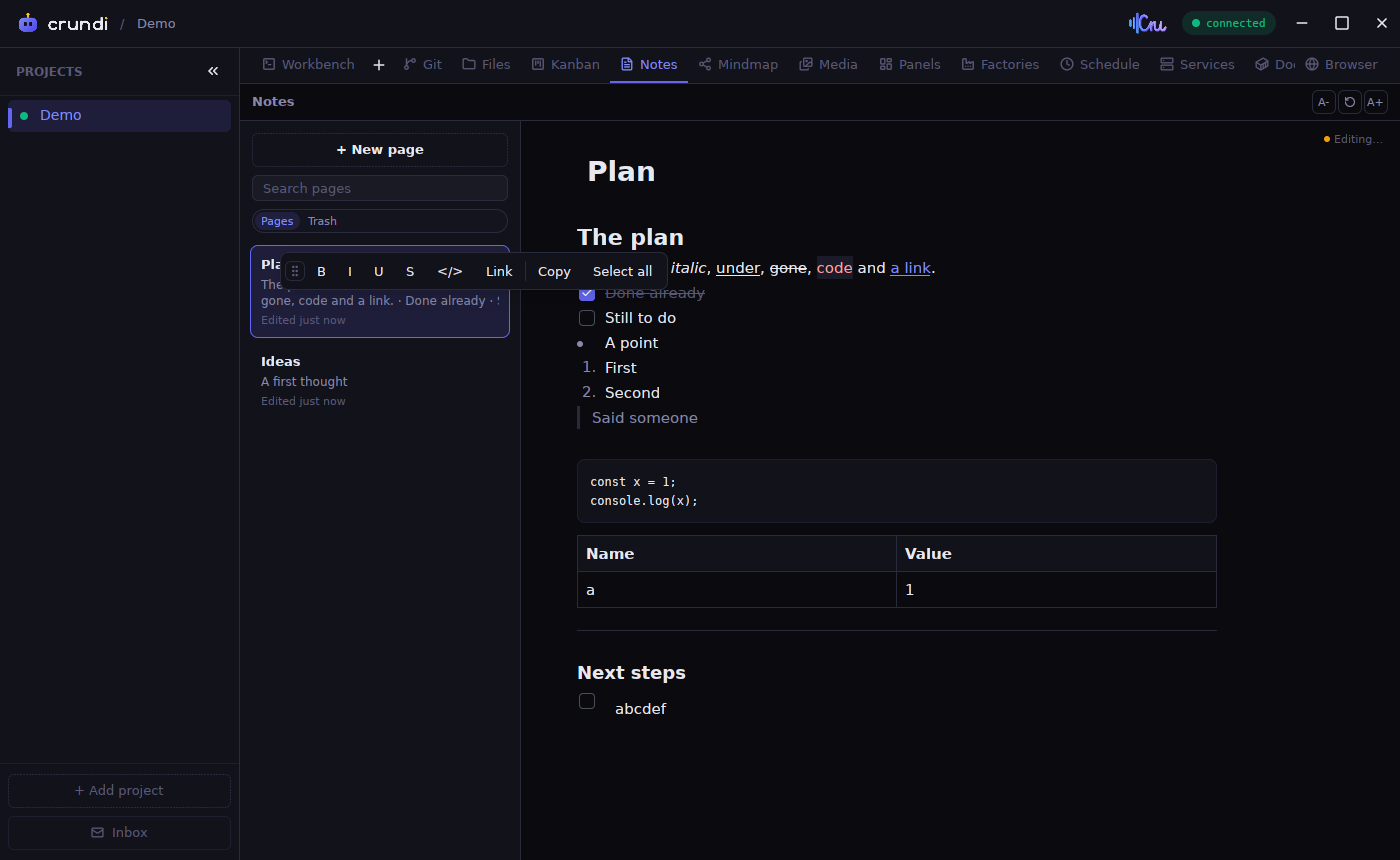 crundi / Demo
Cru
connected
PROJECTS
Demo
+ Add project
Inbox
Workbench + Git Files Kanban Notes Mindmap Media Panels Factories Schedule Services Browser
Notes
A- A+
+ New page
Search pages
Pages Trash
gone, code and a link. · Done already ·
Edited just now
Ideas
A first thought
Edited just now
B I U S </> Link Copy Select all
Editing...
Plan
The plan
italic, under, gone, code and a link.
Done already
Still to do
A point
1. First
2. Second
Said someone
const x = 1;
console.log(x);
Name Value
a 1
Next steps
abcdef